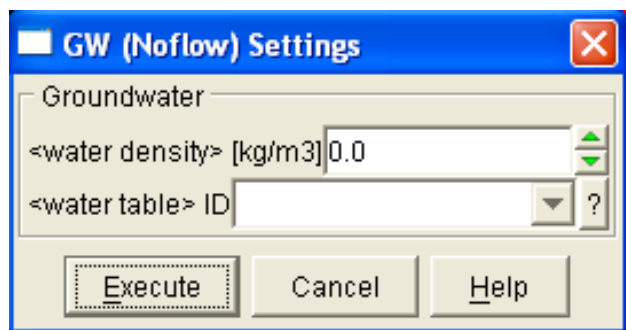 GW (Noflow) Settings
Groundwater
<water density> [kg/m3] 0.0
<water table> ID ?
Execute Cancel Help